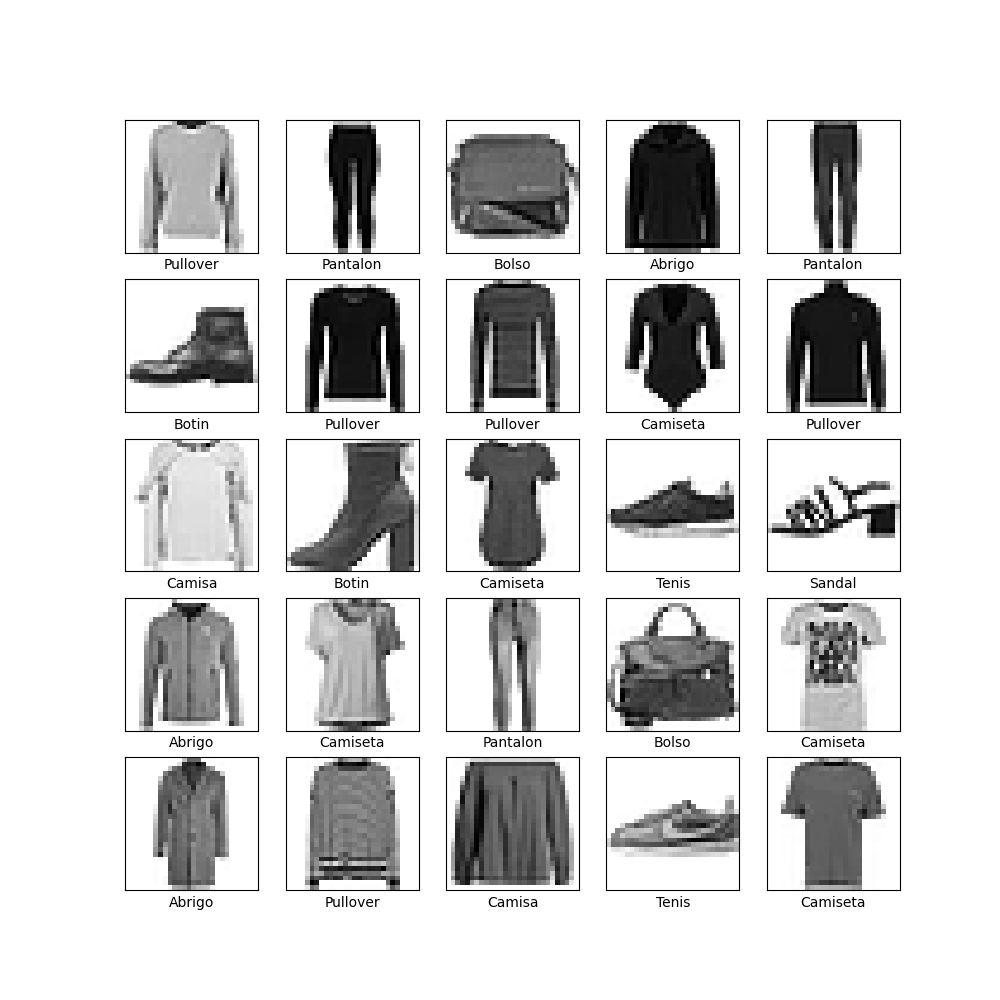 Pullover Pantalon Bolso Abrigo Pantalon
Botin Pullover Pullover Camiseta Pullover
Camisa Botin Camiseta Tenis Sandal
Abrigo Camiseta Pantalon Bolso Camiseta
Abrigo Pullover Camisa Tenis Camiseta